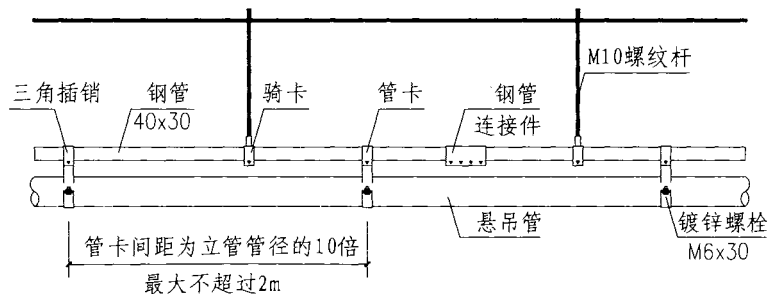 M10螺纹杆
三角插销
钢管
40x30
骑卡
管卡
钢管
连接件
悬吊管
镀锌螺栓
M6x30
管卡间距为立管管径的10倍
最大不超过2m